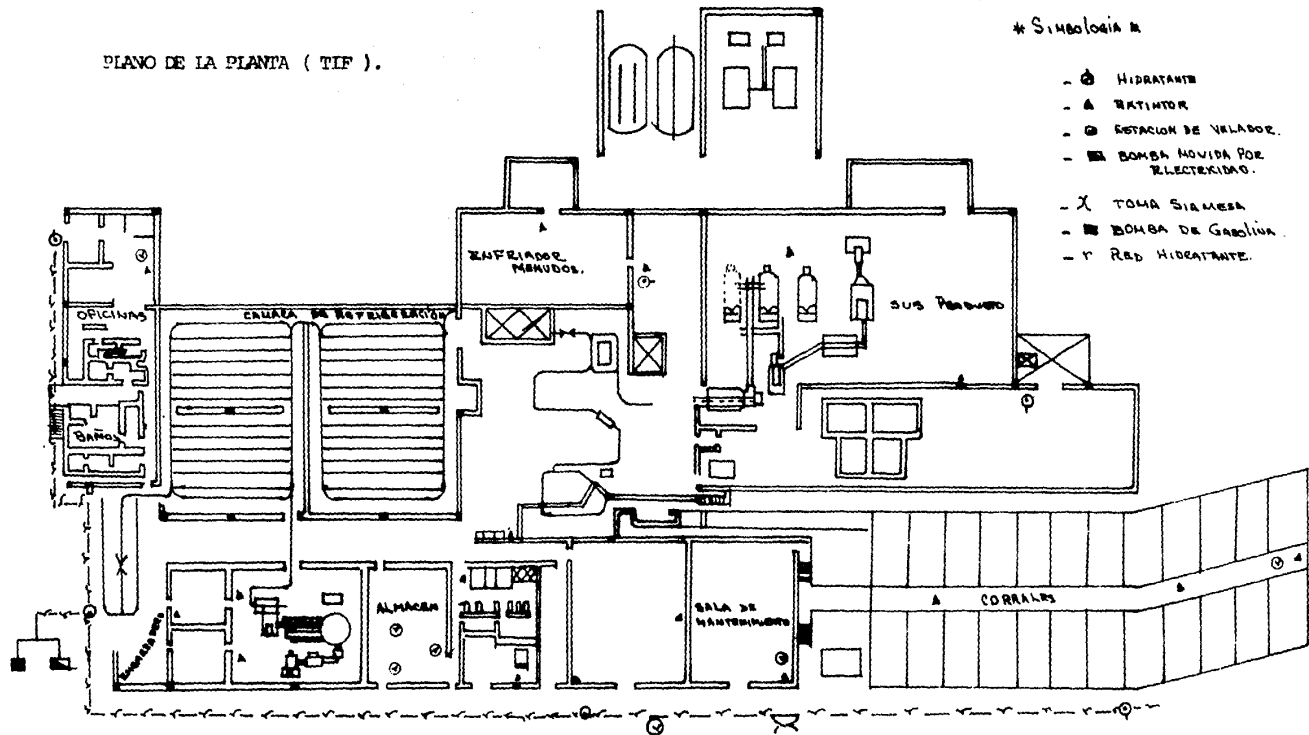 PLANO DE LA PLANTA ( TIF ).
* SIMBOLOGIA *
- HIDRATANTE
- EXTINTOR
- ESTACION DE VELADOR.
- BOMBA MOVIDA POR
ELECTRICIDAD.
- TOMA SIAMESA
- BOMBA DE GASOLINA.
- RED HIDRATANTE.
ENFRIADOR
MENUDOS.
OFICINAS
CAMARA DE REFRIGERACIÓN
SUB PRODUCTO
BAÑOS
ALMACEN
SALA DE
MANTENIMIENTO
CORRALES